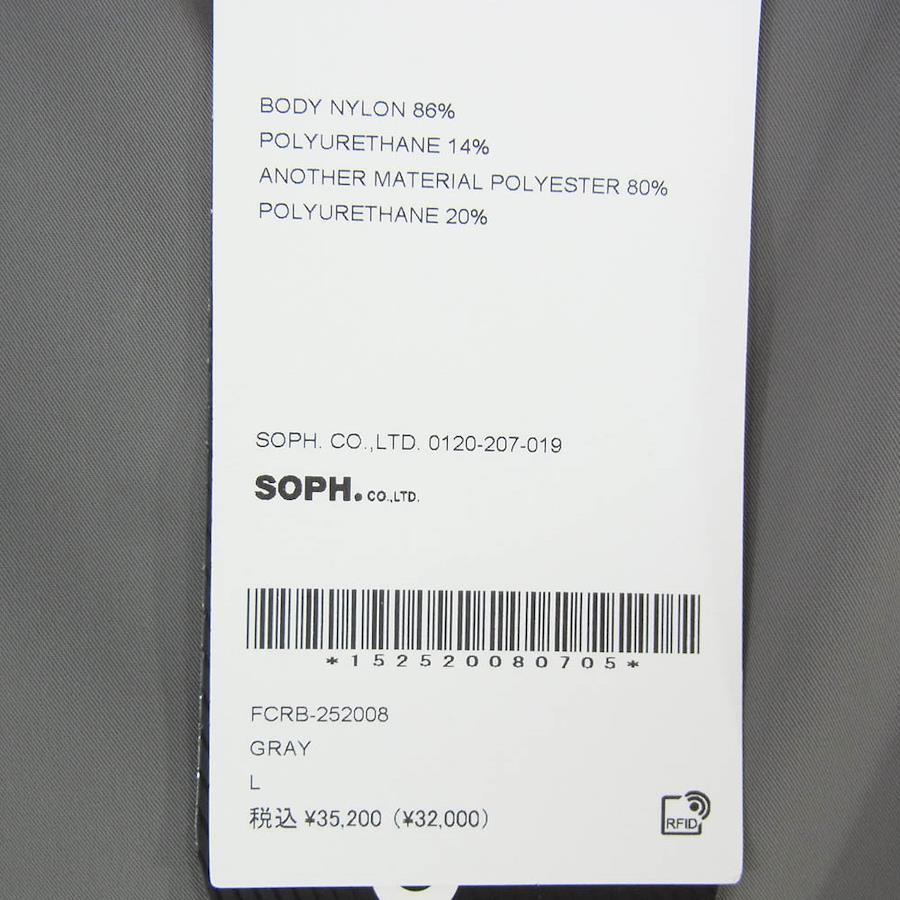 BODY NYLON 86%
POLYURETHANE 14%
ANOTHER MATERIAL POLYESTER 80%
POLYURETHANE 20%
SOPH. CO.,LTD. 0120-207-019
SOPH. CO.,LTD.
*152520080705*
FCRB-252008
GRAY
L
税込 ¥35,200 (¥32,000)
RFID